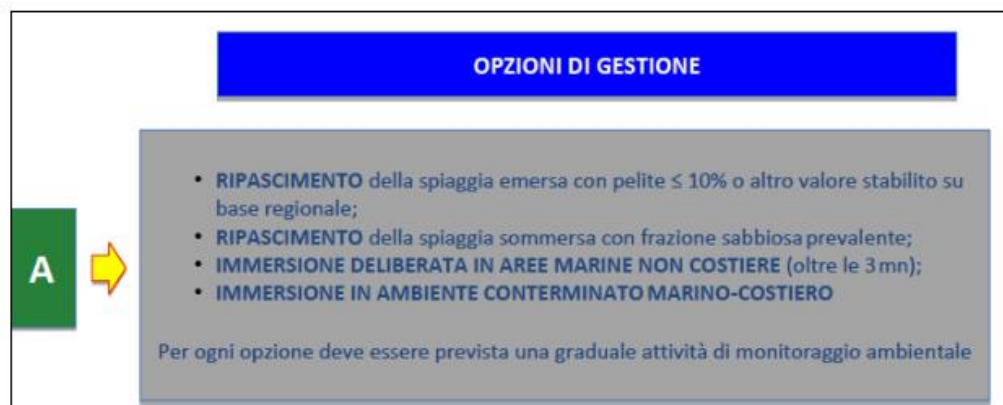 OPZIONI DI GESTIONE
• RIPASCIMENTO della spiaggia emersa con pelite ≤ 10% o altro valore stabilito su
base regionale;
• RIPASCIMENTO della spiaggia sommersa con frazione sabbiosa prevalente;
• IMMERSIONE DELIBERATA IN AREE MARINE NON COSTIERE (oltre le 3 mn);
• IMMERSIONE IN AMBIENTE CONTERMINATO MARINO-COSTIERO
A
Per ogni opzione deve essere prevista una graduale attività di monitoraggio ambientale